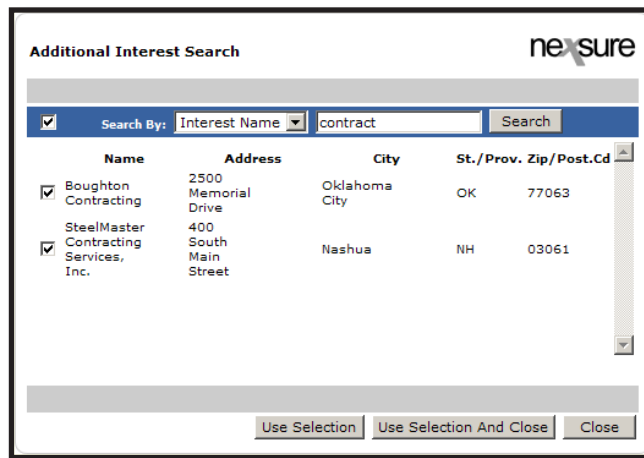 Additional Interest Search
nexsure
Search By: Interest Name contract Search
Name Address City St./Prov. Zip/Post.Cd
Boughton Contracting 2500 Memorial Drive Oklahoma City OK 77063
SteelMaster Contracting Services, Inc. 400 South Main Street Nashua NH 03061
Use Selection Use Selection And Close Close